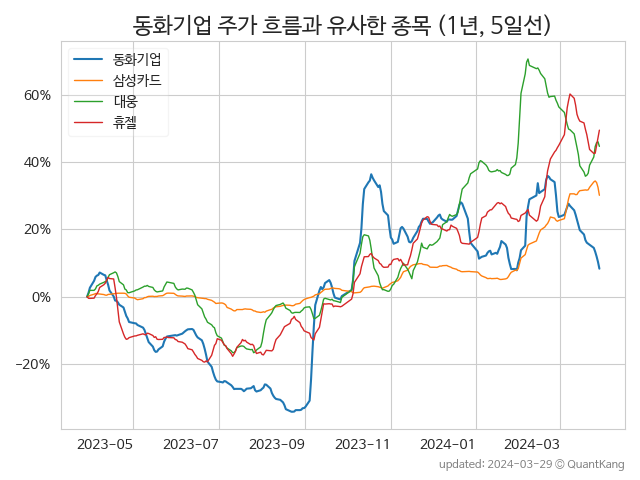 동화기업 주가 흐름과 유사한 종목 (1년, 5일선)
동화기업
삼성카드
대웅
휴젤
60%
40%
20%
0%
−20%
2023−05 2023−07 2023−09 2023−11 2024−01 2024−03
updated: 2024-03-29 © QuantKang